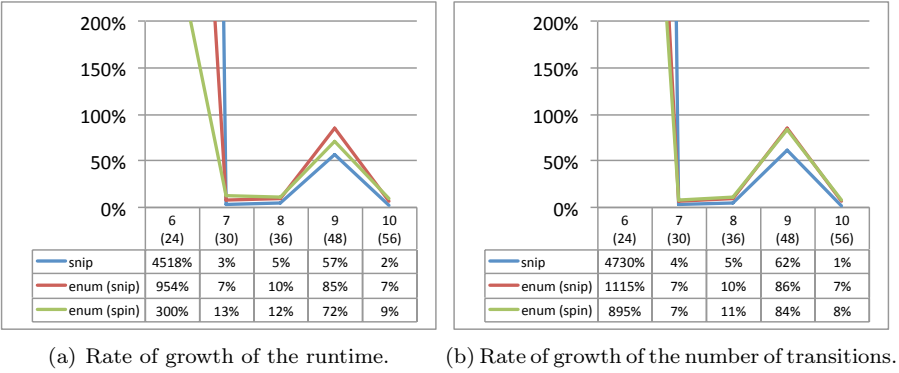 200%
150%
100%
50%
0%
6 7 8 9 10
(24) (30) (36) (48) (56)
snip 4518% 3% 5% 57% 2%
enum (snip) 954% 7% 10% 85% 7%
enum (spin) 300% 13% 12% 72% 9%
(a) Rate of growth of the runtime.
200%
150%
100%
50%
0%
6 7 8 9 10
(24) (30) (36) (48) (56)
snip 4730% 4% 5% 62% 1%
enum (snip) 1115% 7% 10% 86% 7%
enum (spin) 895% 7% 11% 84% 8%
(b) Rate of growth of the number of transitions.